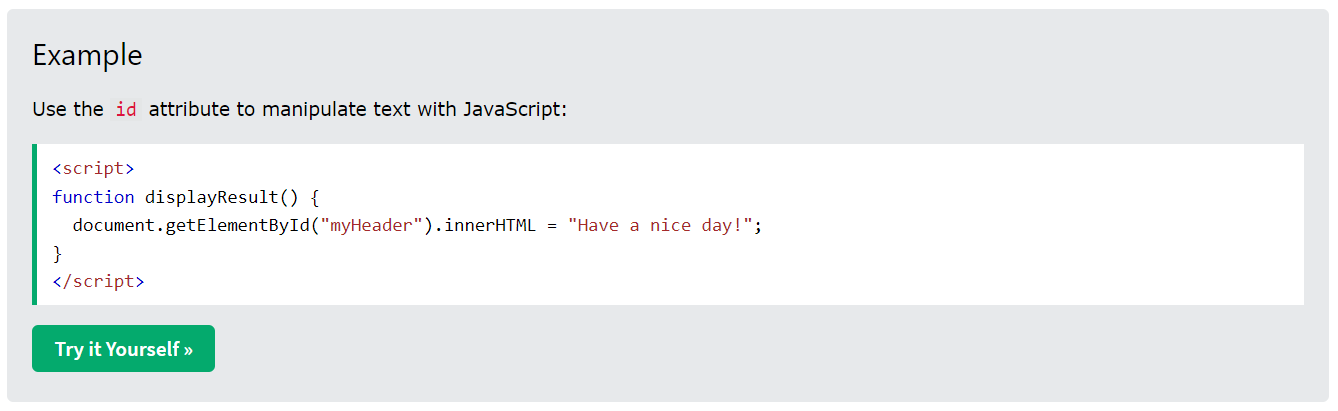 Example
Use the id attribute to manipulate text with JavaScript:
<script>
function displayResult() {
  document.getElementById("myHeader").innerHTML = "Have a nice day!";
}
</script>
Try it Yourself »